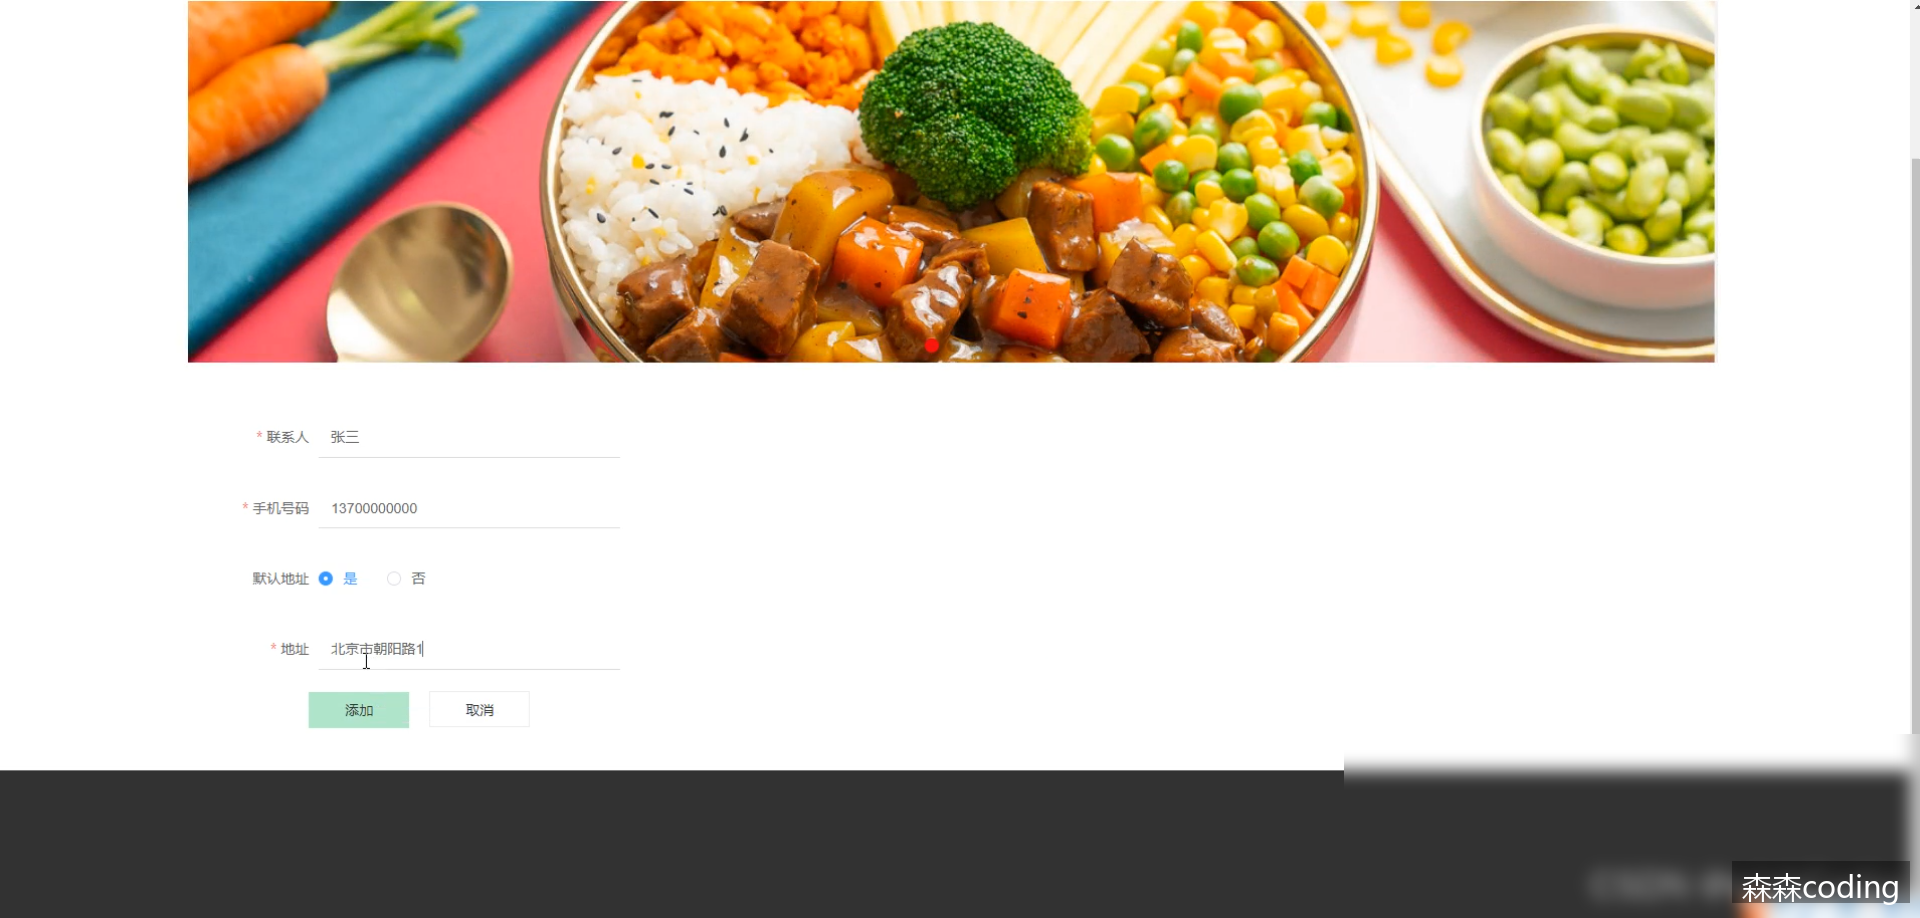 * 联系人 张三
* 手机号码 13700000000
默认地址 是 否
* 地址 北京市朝阳路1
添加 取消
森森coding